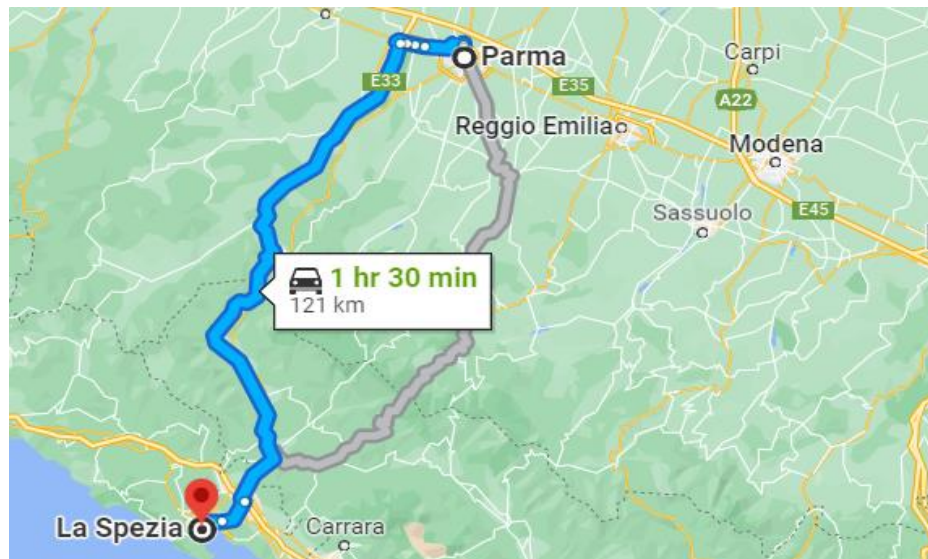 Parma
Carpi
E33
E35
A22
Reggio Emilia
Modena
Sassuolo
E45
1 hr 30 min
121 km
La Spezia
Carrara